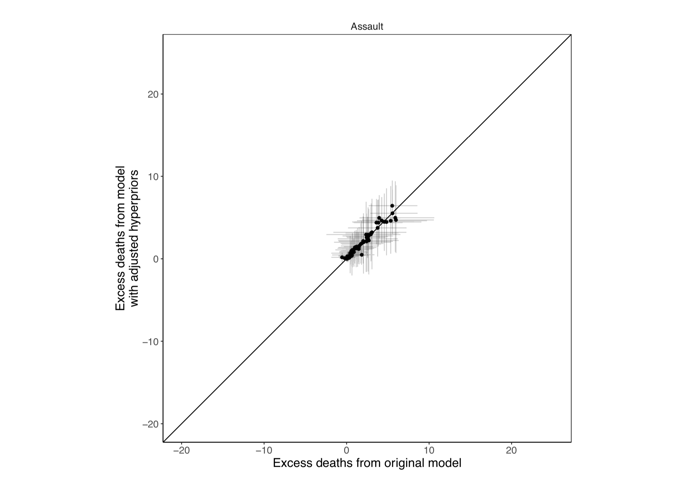 Assault
Excess deaths from model
with adjusted hyperpriors
20
10
0
−10
−20
−20
−10
0
10
20
Excess deaths from original model